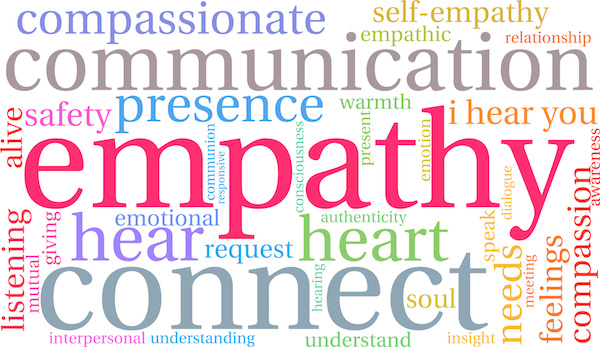 compassionate
self-empathy
empathic
relationship
communication
safety
presence
warmth
i hear you
alive
empathy
communion
responsive
consciousness
present
emotion
dialogue
awareness
listening
mutual
giving
emotional
hear
request
authenticity
heart
speak
needs
meeting
feelings
compassion
connect
hearing
soul
interpersonal
understanding
understand
insight